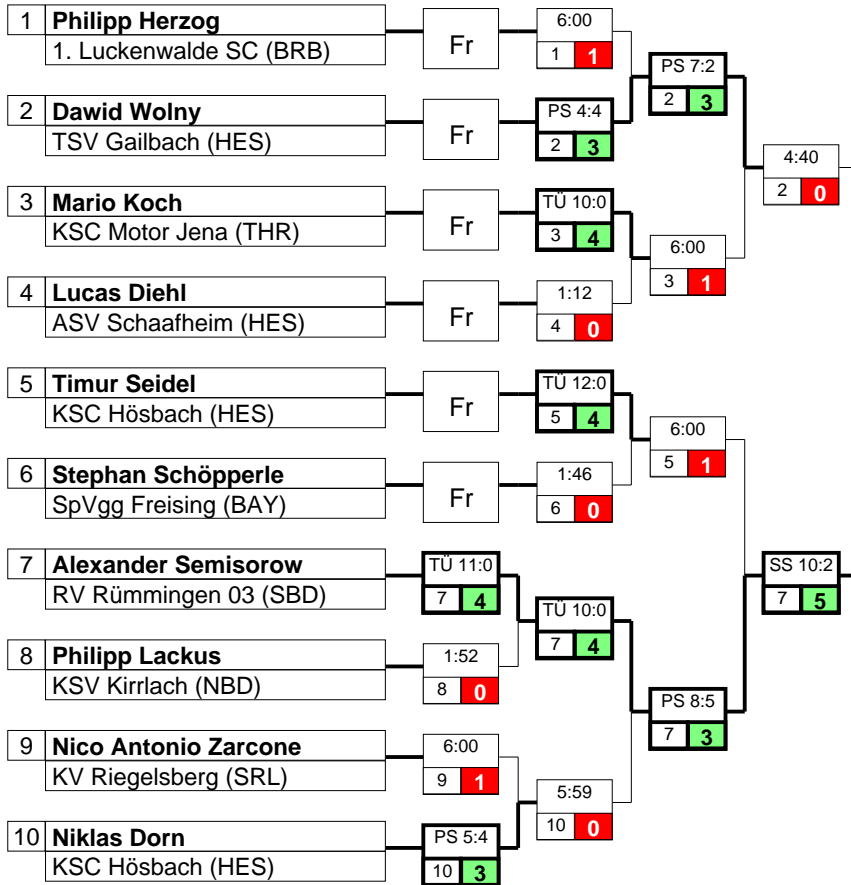 1 Philipp Herzog
1. Luckenwalde SC (BRB)
Fr
6:00
1 1
PS 7:2
2 3
2 Dawid Wolny
TSV Gailbach (HES)
Fr
PS 4:4
2 3
4:40
2 0
3 Mario Koch
KSC Motor Jena (THR)
Fr
TÜ 10:0
3 4
6:00
3 1
4 Lucas Diehl
ASV Schaafheim (HES)
Fr
1:12
4 0
5 Timur Seidel
KSC Hösbach (HES)
Fr
TÜ 12:0
5 4
6:00
5 1
6 Stephan Schöpperle
SpVgg Freising (BAY)
Fr
1:46
6 0
7 Alexander Semisorow
RV Rümmingen 03 (SBD)
TÜ 11:0
7 4
TÜ 10:0
7 4
SS 10:2
7 5
8 Philipp Lackus
KSV Kirrlach (NBD)
1:52
8 0
PS 8:5
7 3
9 Nico Antonio Zarcone
KV Riegelsberg (SRL)
6:00
9 1
5:59
10 0
10 Niklas Dorn
KSC Hösbach (HES)
PS 5:4
10 3